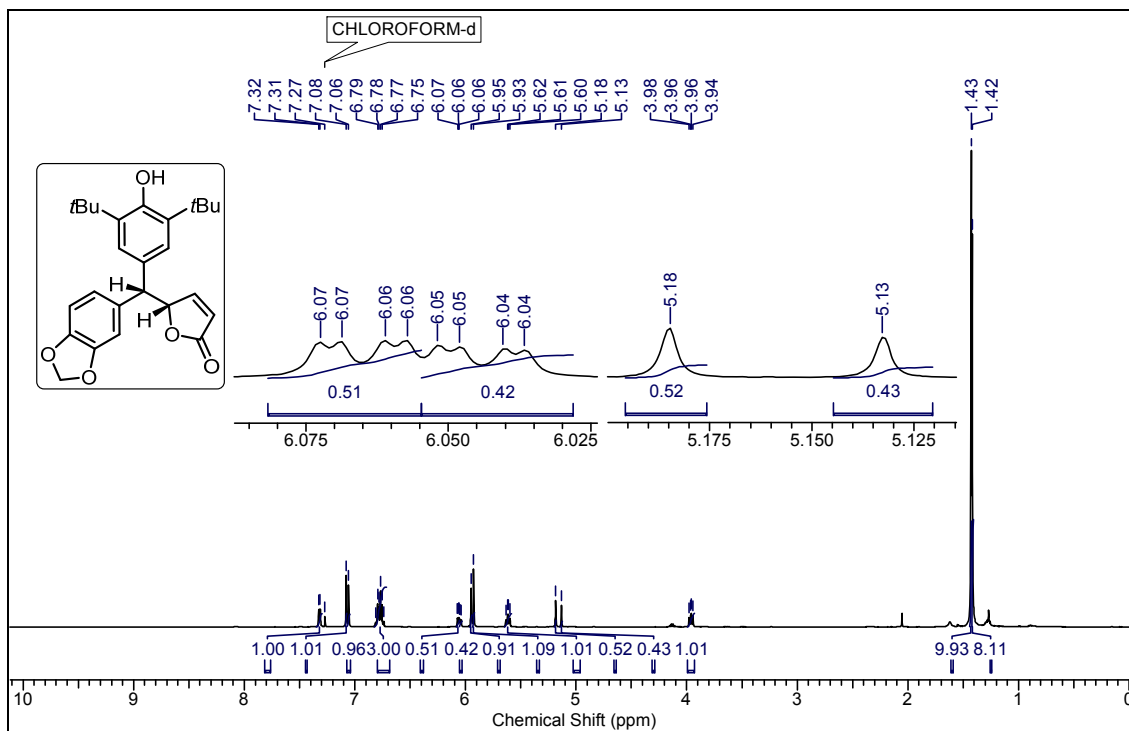 CHLOROFORM-d
7.32 7.31 7.27 7.08 7.06 6.79 6.78 6.77 6.75 6.07 6.06 6.06 5.95 5.93 5.62 5.61 5.60 5.18 5.13 3.98 3.96 3.96 3.94 1.43 1.42
OH
tBu tBu
H
H
O
O
O
O
6.07 6.07 6.06 6.06 6.05 6.05 6.04 6.04 5.18 5.13
0.51 0.42 0.52 0.43
6.075 6.050 6.025 5.175 5.150 5.125
1.00 1.01 0.96 3.00 0.51 0.42 0.91 1.09 1.01 0.52 0.43 1.01 9.93 8.11
10 9 8 7 6 5 4 3 2 1 0
Chemical Shift (ppm)